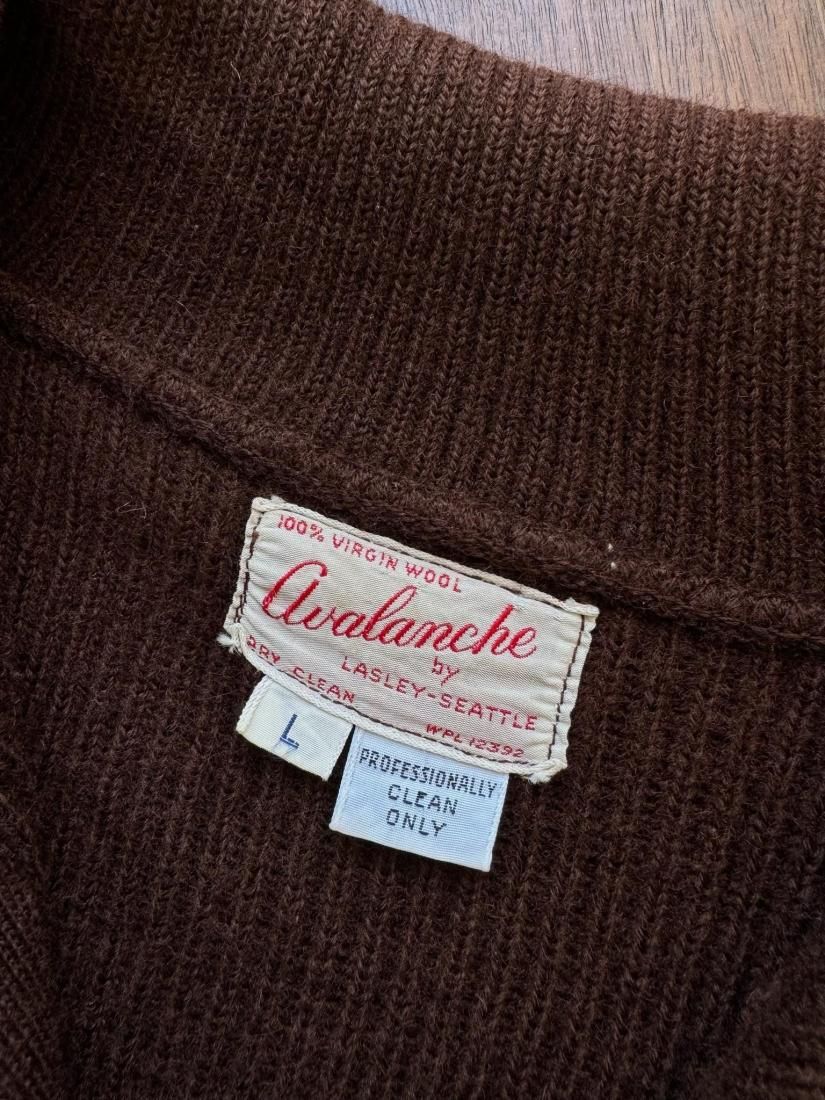 100% VIRGIN WOOL
Avalanche
by
LASLEY-SEATTLE
DRY CLEAN
WPL 12392
L
PROFESSIONALLY
CLEAN
ONLY